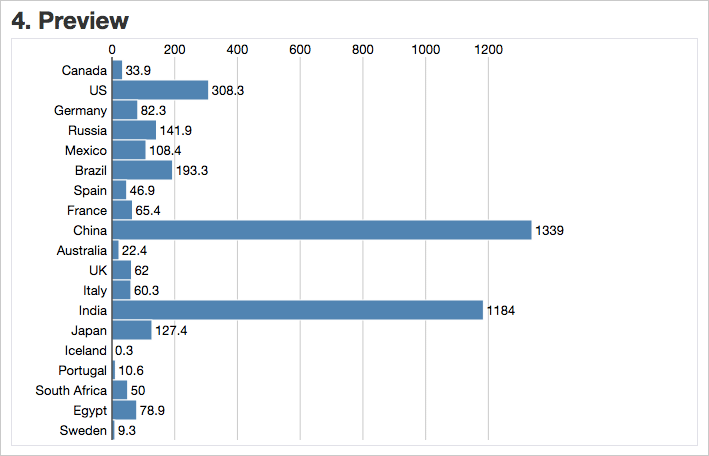 4. Preview
0 200 400 600 800 1000 1200
Canada 33.9
US 308.3
Germany 82.3
Russia 141.9
Mexico 108.4
Brazil 193.3
Spain 46.9
France 65.4
China 1339
Australia 22.4
UK 62
Italy 60.3
India 1184
Japan 127.4
Iceland 0.3
Portugal 10.6
South Africa 50
Egypt 78.9
Sweden 9.3